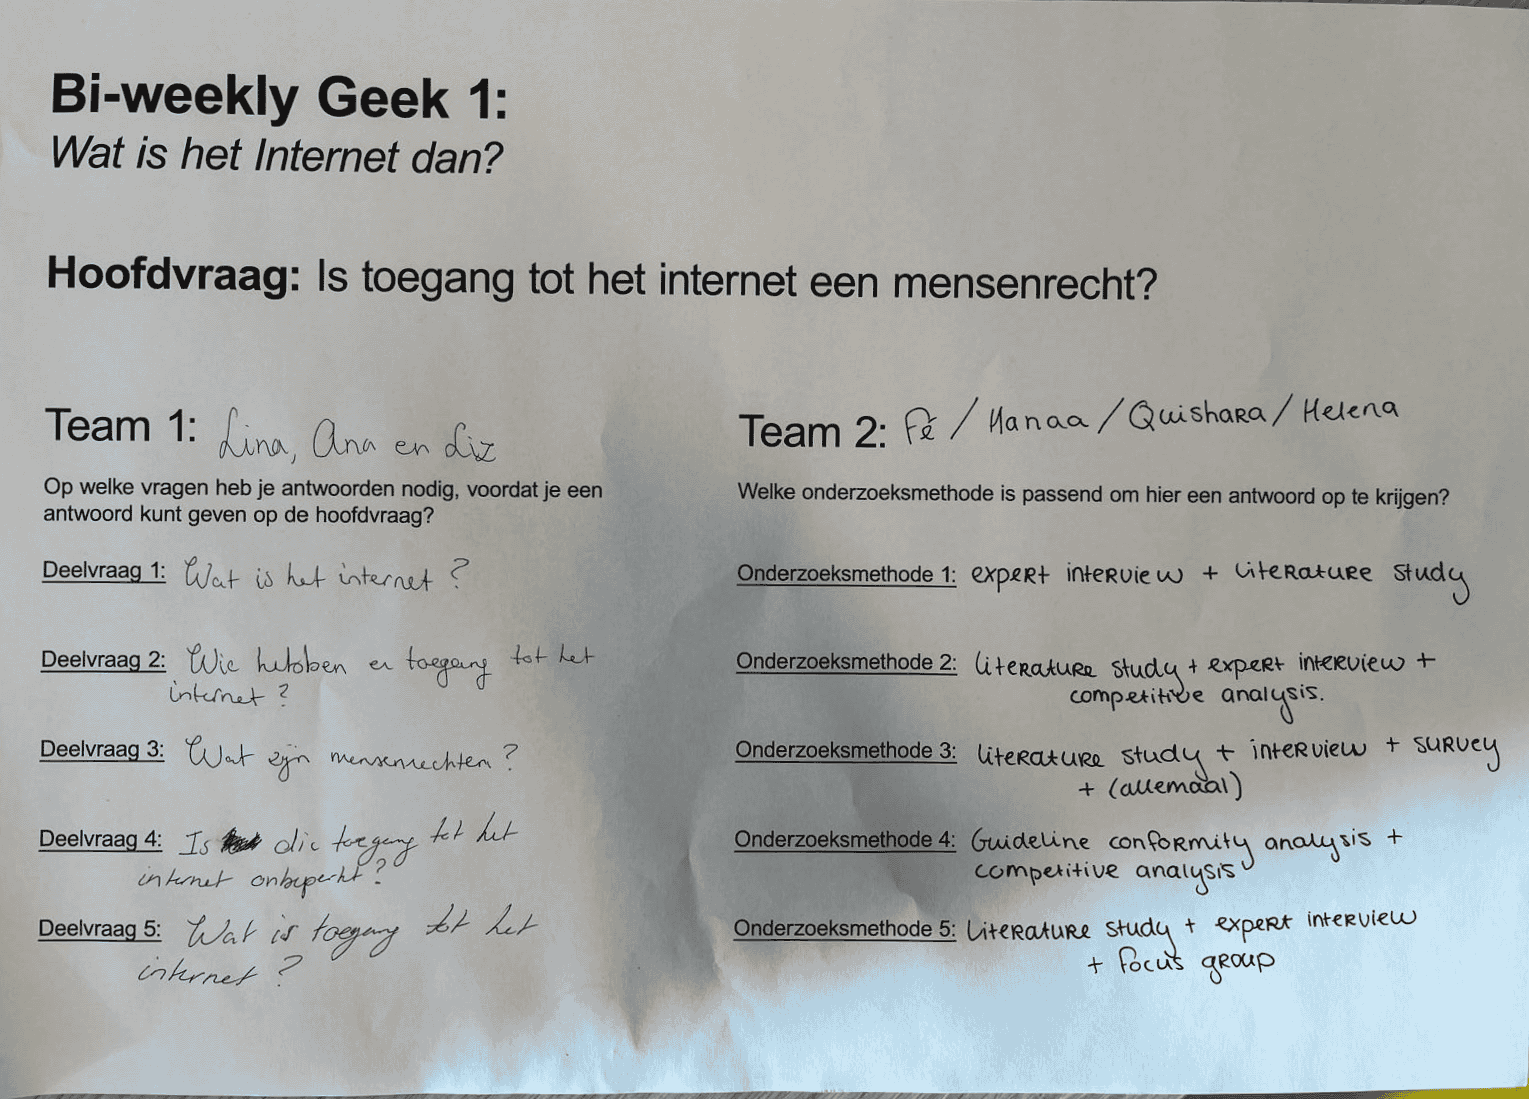 Bi-weekly Geek 1:
Wat is het Internet dan?
Hoofdvraag: Is toegang tot het internet een mensenrecht?
Team 1: Lina, Ana en Liz
Op welke vragen heb je antwoorden nodig, voordat je een
antwoord kunt geven op de hoofdvraag?
Deelvraag 1: Wat is het internet?
Deelvraag 2: Wie hebben er toegang tot het
internet?
Deelvraag 3: Wat zijn mensenrechten?
Deelvraag 4: Is die toegang tot het
internet onbeperkt?
Deelvraag 5: Wat is toegang tot het
internet?
Team 2: Fé / Hanaa / Quishara / Helena
Welke onderzoeksmethode is passend om hier een antwoord op te krijgen?
Onderzoeksmethode 1: expert interview + literature study
Onderzoeksmethode 2: literature study + expert interview +
competitive analysis.
Onderzoeksmethode 3: literature study + interview + survey
+ (allemaal)
Onderzoeksmethode 4: Guideline conformity analysis +
competitive analysis
Onderzoeksmethode 5: Literature study + expert interview
+ focus group